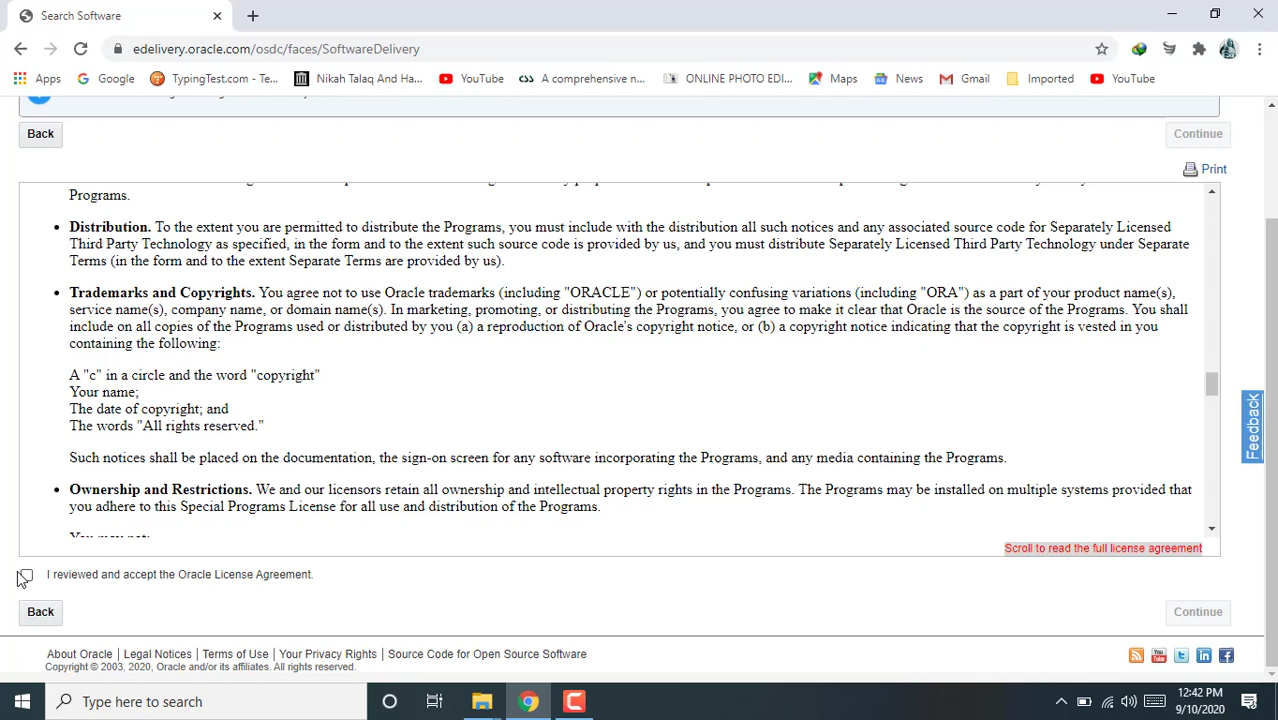 Search Software
edelivery.oracle.com/osdc/faces/SoftwareDelivery
Apps
Google
TypingTest.com - Te...
Nikah Talaq And Ha...
YouTube
A comprehensive n...
ONLINE PHOTO EDI...
Maps
News
Gmail
Imported
YouTube
Back
Continue
Print
Programs.
• Distribution. To the extent you are permitted to distribute the Programs, you must include with the distribution all such notices and any associated source code for Separately Licensed
Third Party Technology as specified, in the form and to the extent such source code is provided by us, and you must distribute Separately Licensed Third Party Technology under Separate
Terms (in the form and to the extent Separate Terms are provided by us).
• Trademarks and Copyrights. You agree not to use Oracle trademarks (including "ORACLE") or potentially confusing variations (including "ORA") as a part of your product name(s),
service name(s), company name, or domain name(s). In marketing, promoting, or distributing the Programs, you agree to make it clear that Oracle is the source of the Programs. You shall
include on all copies of the Programs used or distributed by you (a) a reproduction of Oracle's copyright notice, or (b) a copyright notice indicating that the copyright is vested in you
containing the following:
A "c" in a circle and the word "copyright"
Your name;
The date of copyright; and
The words "All rights reserved."
Such notices shall be placed on the documentation, the sign-on screen for any software incorporating the Programs, and any media containing the Programs.
• Ownership and Restrictions. We and our licensors retain all ownership and intellectual property rights in the Programs. The Programs may be installed on multiple systems provided that
you adhere to this Special Programs License for all use and distribution of the Programs.
You may not:
Scroll to read the full license agreement
Feedback
I reviewed and accept the Oracle License Agreement.
Back
Continue
About Oracle | Legal Notices | Terms of Use | Your Privacy Rights | Source Code for Open Source Software
Copyright © 2003, 2020, Oracle and/or its affiliates. All rights reserved.
Type here to search
12:42 PM
9/10/2020